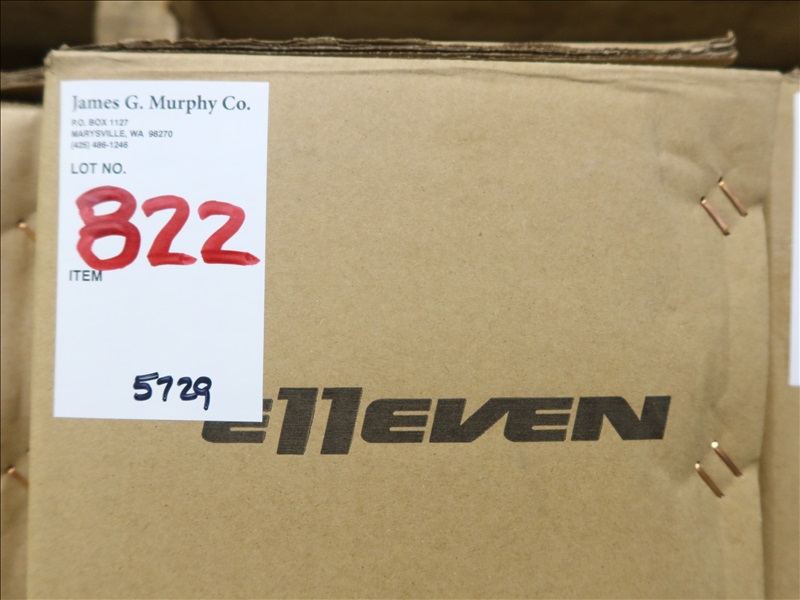 James G. Murphy Co.
P.O. BOX 1127
MARYSVILLE, WA 98270
(425) 486-1246
LOT NO.
822
ITEM
5729
e11even